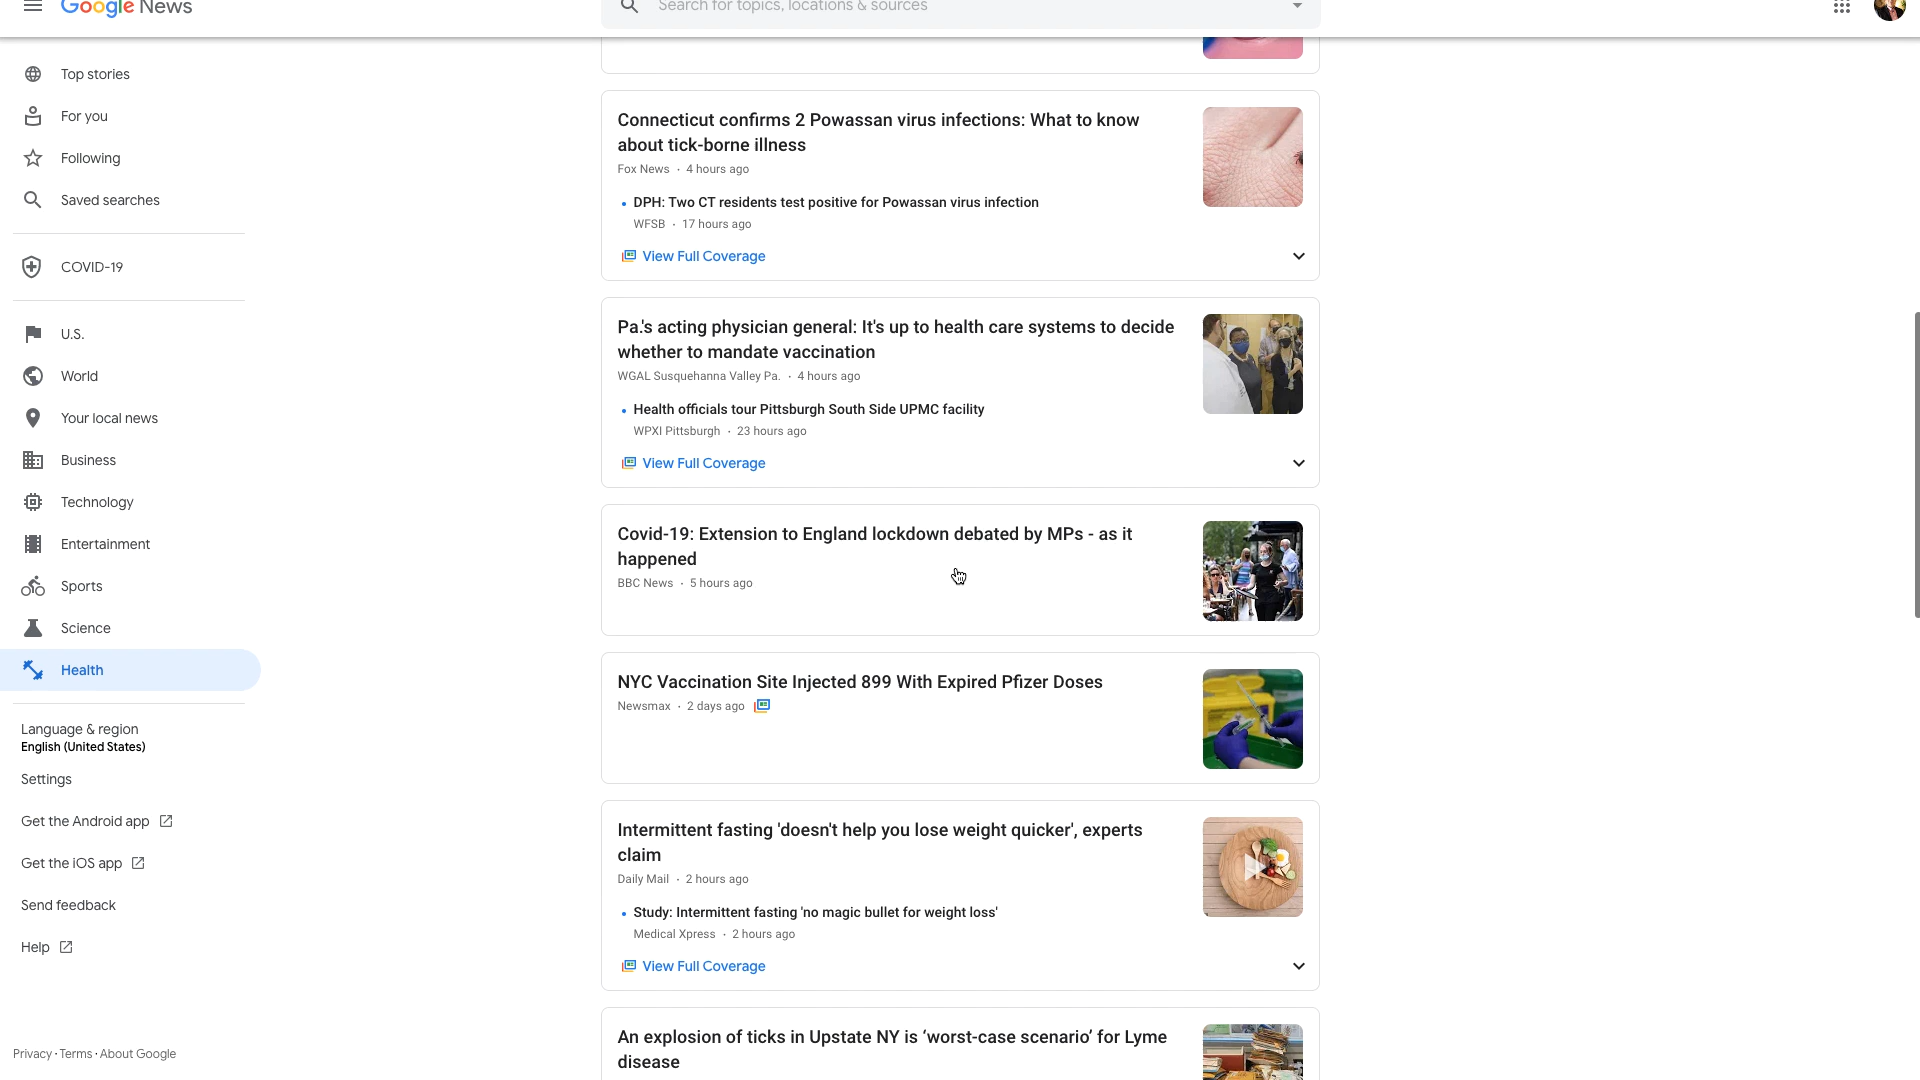 Google News
Search for topics, locations & sources
Top stories
For you
Following
Saved searches
COVID-19
U.S.
World
Your local news
Business
Technology
Entertainment
Sports
Science
Health
Language & region
English (United States)
Settings
Get the Android app
Get the iOS app
Send feedback
Help
Privacy · Terms · About Google
Connecticut confirms 2 Powassan virus infections: What to know
about tick-borne illness
Fox News · 4 hours ago
DPH: Two CT residents test positive for Powassan virus infection
WFSB · 17 hours ago
View Full Coverage
Pa.'s acting physician general: It's up to health care systems to decide
whether to mandate vaccination
WGAL Susquehanna Valley Pa. · 4 hours ago
Health officials tour Pittsburgh South Side UPMC facility
WPXI Pittsburgh · 23 hours ago
View Full Coverage
Covid-19: Extension to England lockdown debated by MPs - as it
happened
BBC News · 5 hours ago
NYC Vaccination Site Injected 899 With Expired Pfizer Doses
Newsmax · 2 days ago
Intermittent fasting 'doesn't help you lose weight quicker', experts
claim
Daily Mail · 2 hours ago
Study: Intermittent fasting 'no magic bullet for weight loss'
Medical Xpress · 2 hours ago
View Full Coverage
An explosion of ticks in Upstate NY is ‘worst-case scenario’ for Lyme
disease